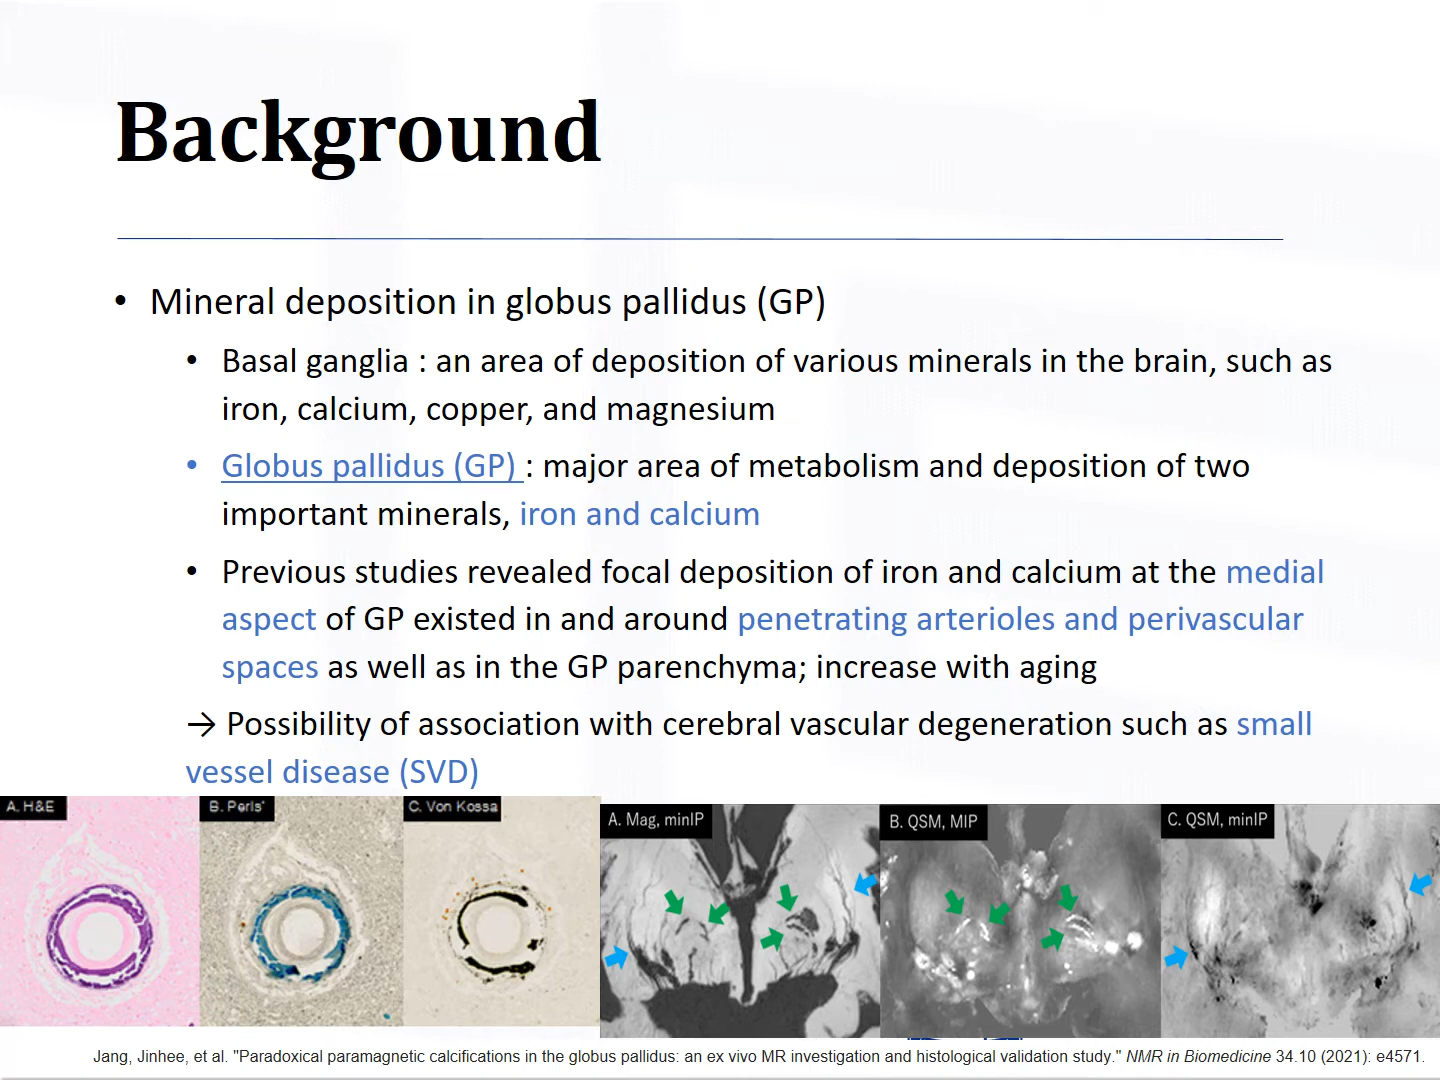 Background
• Mineral deposition in globus pallidus (GP)
• Basal ganglia : an area of deposition of various minerals in the brain, such as
iron, calcium, copper, and magnesium
• Globus pallidus (GP) : major area of metabolism and deposition of two
important minerals, iron and calcium
• Previous studies revealed focal deposition of iron and calcium at the medial
aspect of GP existed in and around penetrating arterioles and perivascular
spaces as well as in the GP parenchyma; increase with aging
→ Possibility of association with cerebral vascular degeneration such as small
vessel disease (SVD)
A. H&E
B. Perls'
C. Von Kossa
A. Mag, minIP
B. QSM, MIP
C. QSM, minIP
Jang, Jinhee, et al. "Paradoxical paramagnetic calcifications in the globus pallidus: an ex vivo MR investigation and histological validation study." NMR in Biomedicine 34.10 (2021): e4571.